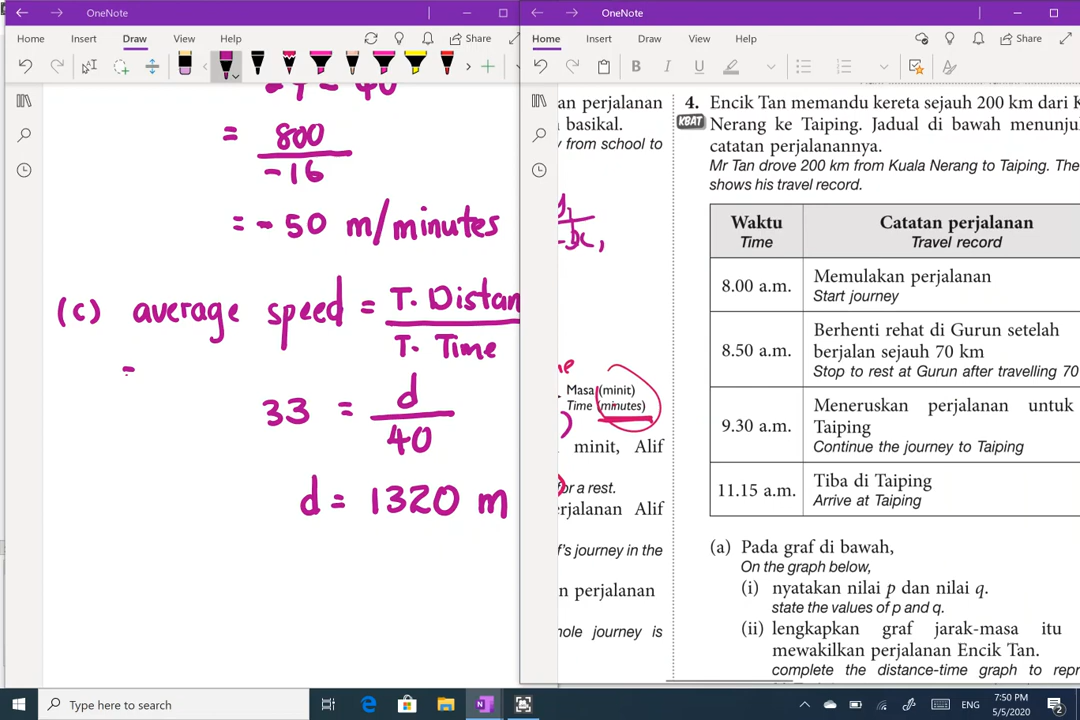 OneNote
OneNote
Home Insert Draw View Help Share
Home Insert Draw View Help Share
= 800
-16
= - 50 m/minutes
(c) average speed = T. Distan
T. Time
=
33 = d
40
d = 1320 m
an perjalanan
basikal.
from school to
Masa (minit)
Time (minutes)
minit, Alif
for a rest.
erjalanan Alif
f's journey in the
n perjalanan
hole journey is
4. Encik Tan memandu kereta sejauh 200 km dari K
KBAT Nerang ke Taiping. Jadual di bawah menunju
catatan perjalanannya.
Mr Tan drove 200 km from Kuala Nerang to Taiping. The
shows his travel record.
Waktu Catatan perjalanan
Time Travel record
8.00 a.m. Memulakan perjalanan
Start journey
8.50 a.m. Berhenti rehat di Gurun setelah
berjalan sejauh 70 km
Stop to rest at Gurun after travelling 70
9.30 a.m. Meneruskan perjalanan untuk
Taiping
Continue the journey to Taiping
11.15 a.m. Tiba di Taiping
Arrive at Taiping
(a) Pada graf di bawah,
On the graph below,
(i) nyatakan nilai p dan nilai q.
state the values of p and q.
(ii) lengkapkan graf jarak-masa itu
mewakilkan perjalanan Encik Tan.
complete the distance-time graph to repr
Type here to search
ENG
7:50 PM
5/5/2020
2